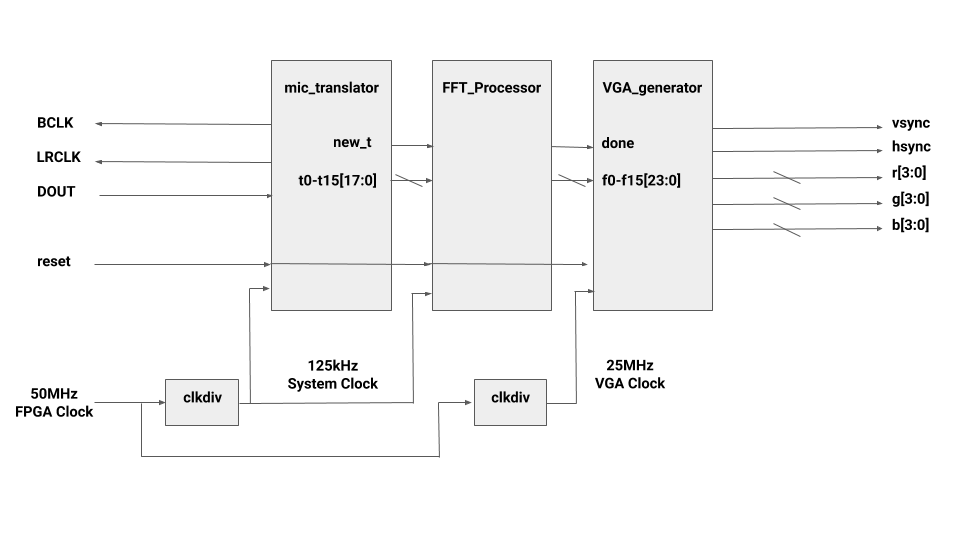 mic_translator
FFT_Processor
VGA_generator
BCLK
LRCLK
DOUT
reset
new_t
t0-t15[17:0]
done
f0-f15[23:0]
vsync
hsync
r[3:0]
g[3:0]
b[3:0]
50MHz
FPGA Clock
clkdiv
125kHz
System Clock
clkdiv
25MHz
VGA Clock